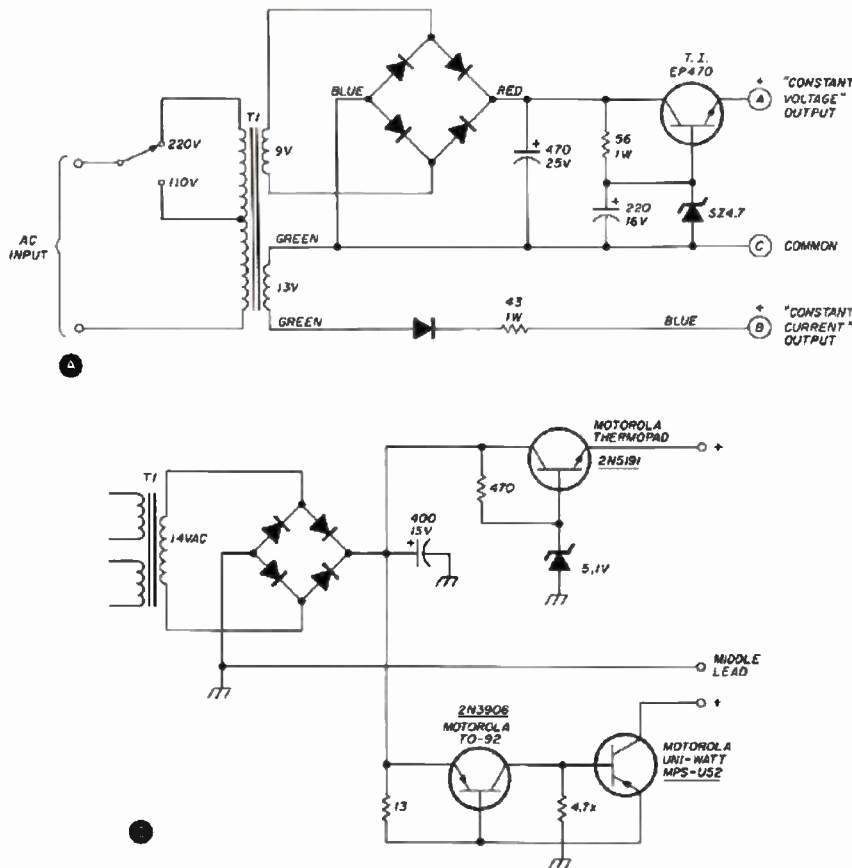 T.I.
EP470
+ "CONSTANT
VOLTAGE"
OUTPUT
A
BLUE
RED
T1
220V
9V
110V
+ 470
25V
56
1W
+ 220
16V
SZ4.7
AC
INPUT
GREEN
C COMMON
13V
43
1W
GREEN
BLUE
+ "CONSTANT
CURRENT"
OUTPUT
B
A
MOTOROLA
THERMOPAD
2N5191
+
T1
14VAC
400
15V
+
470
5.1V
MIDDLE
LEAD
+
2N3906
MOTOROLA
TO-92
MOTOROLA
UNI-WATT
MPS-U52
13
4.7k